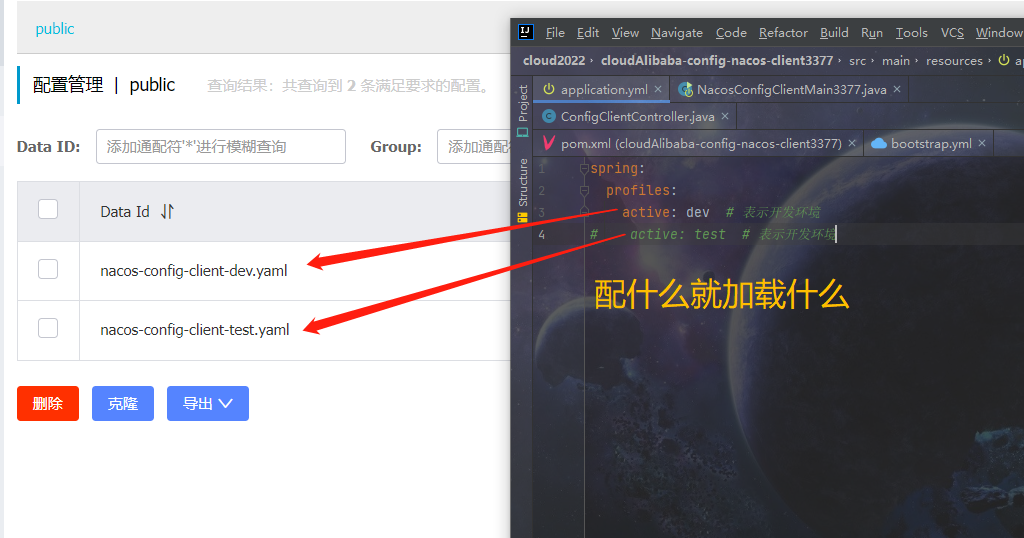 public
配置管理 | public 查询结果：共查询到 2 条满足要求的配置。
Data ID: 添加通配符'*'进行模糊查询 Group: 添加通配
Data Id
nacos-config-client-dev.yaml
nacos-config-client-test.yaml
删除 克隆 导出
IJ File Edit View Navigate Code Refactor Build Run Tools VCS Window
cloud2022 › cloudAlibaba-config-nacos-client3377 › src › main › resources ›
Project
Structure
application.yml × NacosConfigClientMain3377.java ×
ConfigClientController.java ×
pom.xml (cloudAlibaba-config-nacos-client3377) × bootstrap.yml ×
1 spring:
2 profiles:
3 active: dev # 表示开发环境
4 # active: test # 表示开发环境
配什么就加载什么